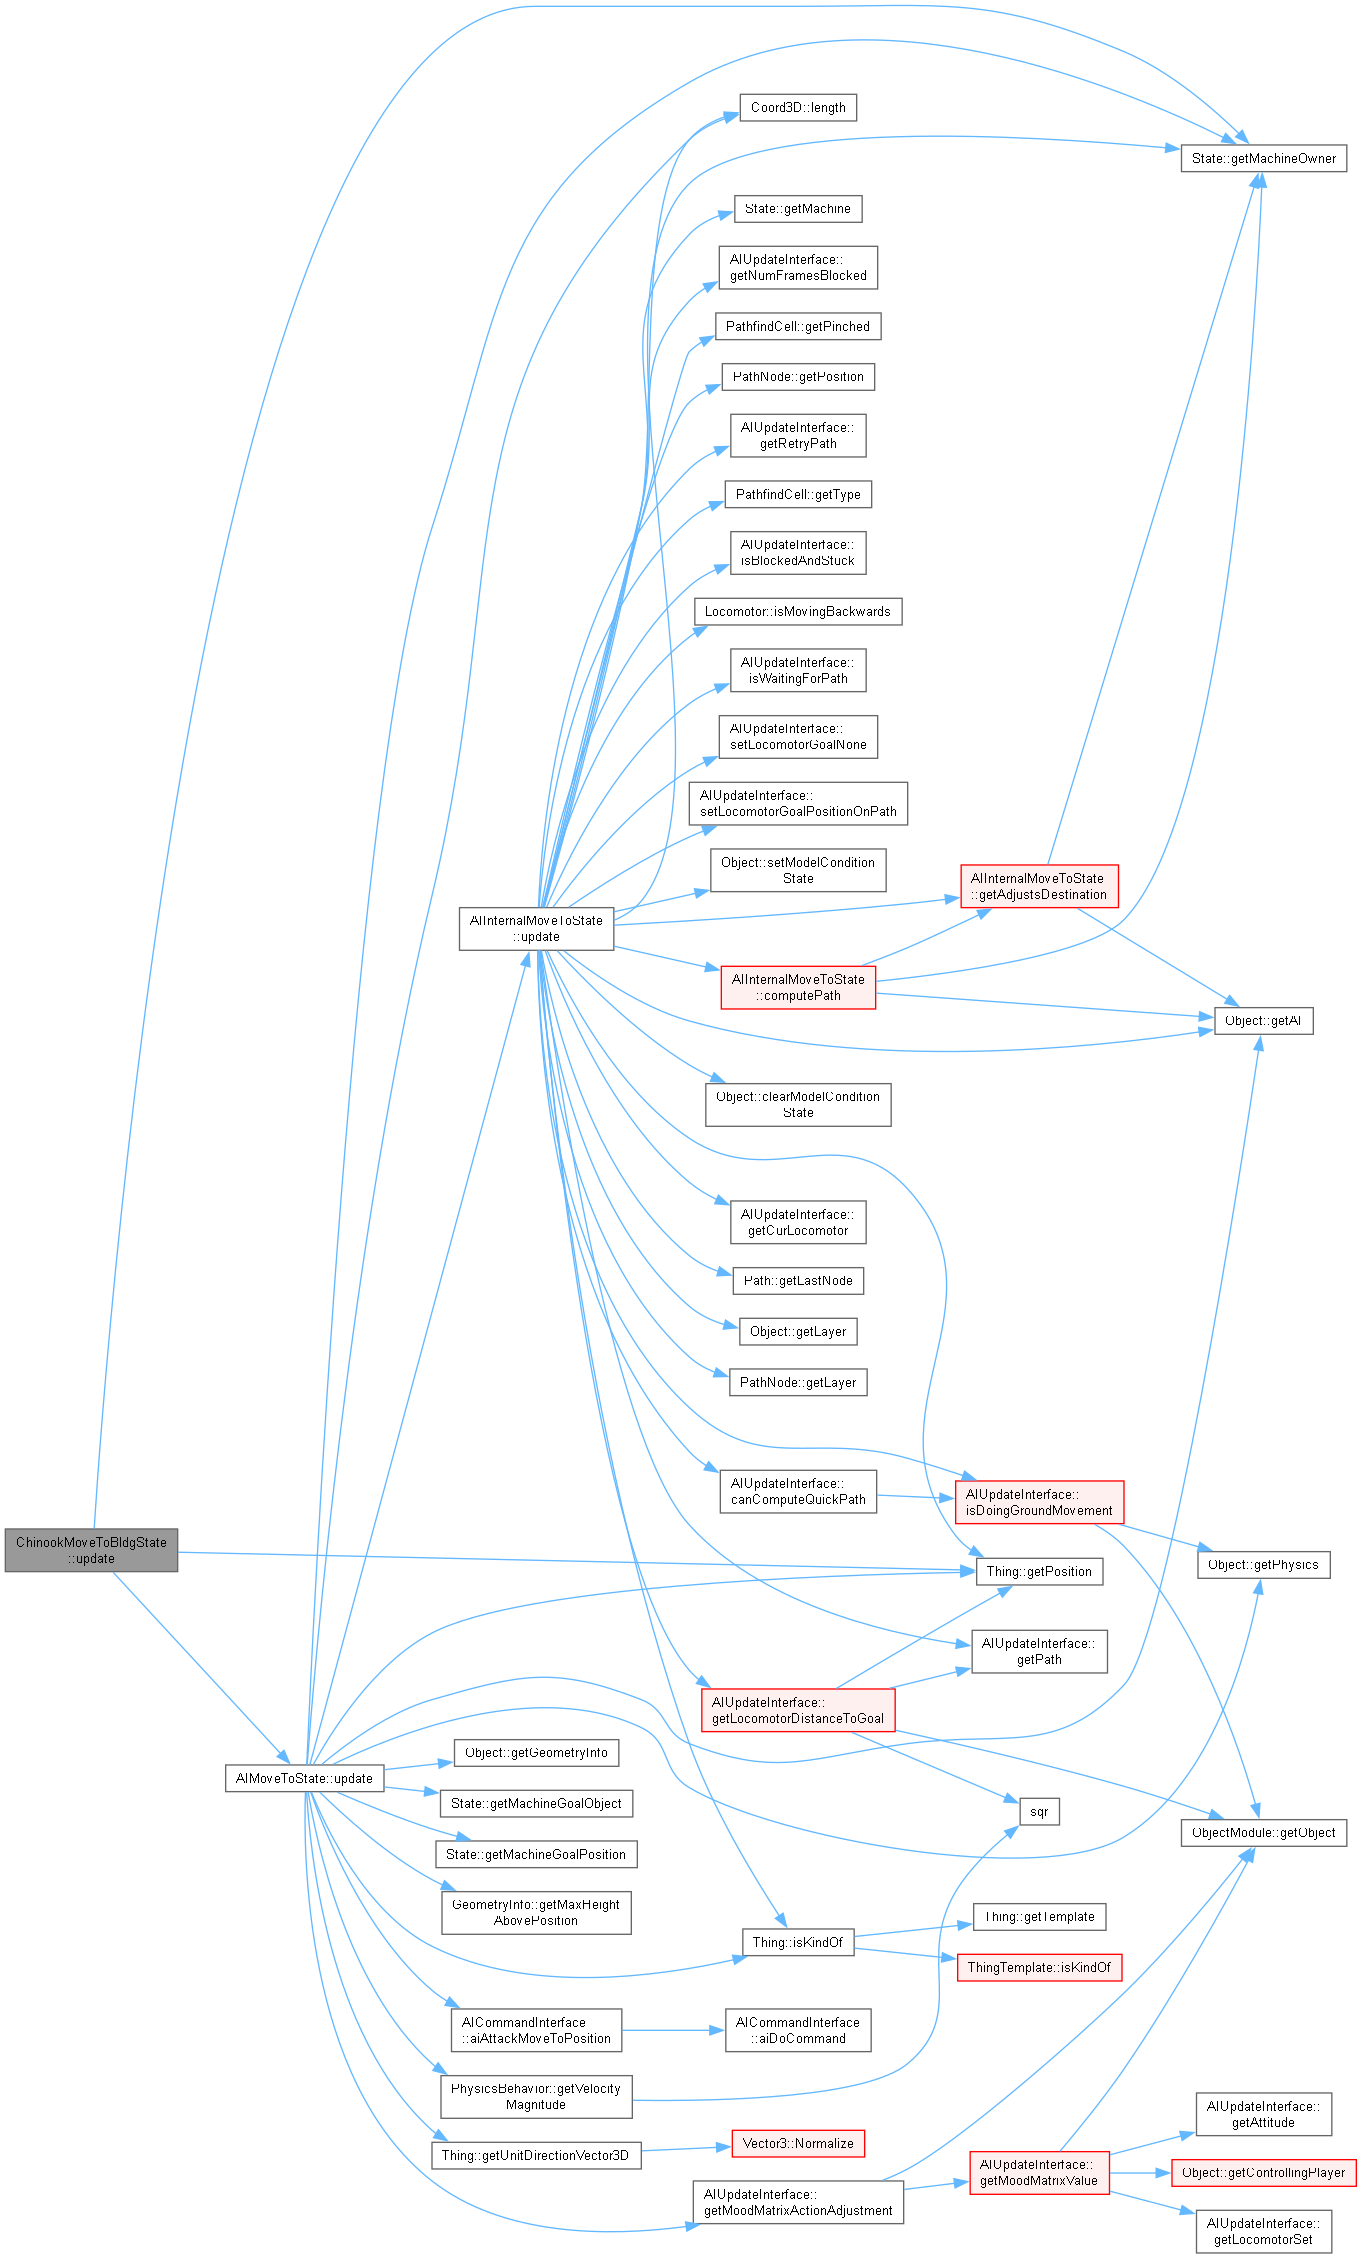 Coord3D::length
State::getMachineOwner
State::getMachine
AIUpdateInterface::
getNumFramesBlocked
PathfindCell::getPinched
PathNode::getPosition
AIUpdateInterface::
getRetryPath
PathfindCell::getType
AIUpdateInterface::
isBlockedAndStuck
Locomotor::isMovingBackwards
AIUpdateInterface::
isWaitingForPath
AIUpdateInterface::
setLocomotorGoalNone
AIUpdateInterface::
setLocomotorGoalPositionOnPath
Object::setModelCondition
State
AIInternalMoveToState
::getAdjustsDestination
AIInternalMoveToState
::update
AIInternalMoveToState
::computePath
Object::getAI
Object::clearModelCondition
State
AIUpdateInterface::
getCurLocomotor
Path::getLastNode
Object::getLayer
PathNode::getLayer
AIUpdateInterface::
canComputeQuickPath
AIUpdateInterface::
isDoingGroundMovement
ChinookMoveToBldgState
::update
Object::getPhysics
Thing::getPosition
AIUpdateInterface::
getPath
AIUpdateInterface::
getLocomotorDistanceToGoal
Object::getGeometryInfo
AIMoveToState::update
State::getMachineGoalObject
sqr
ObjectModule::getObject
State::getMachineGoalPosition
GeometryInfo::getMaxHeight
AbovePosition
Thing::getTemplate
Thing::isKindOf
ThingTemplate::isKindOf
AICommandInterface
::aiAttackMoveToPosition
AICommandInterface
::aiDoCommand
PhysicsBehavior::getVelocity
Magnitude
AIUpdateInterface::
getAttitude
Vector3::Normalize
Thing::getUnitDirectionVector3D
AIUpdateInterface::
getMoodMatrixValue
Object::getControllingPlayer
AIUpdateInterface::
getMoodMatrixActionAdjustment
AIUpdateInterface::
getLocomotorSet